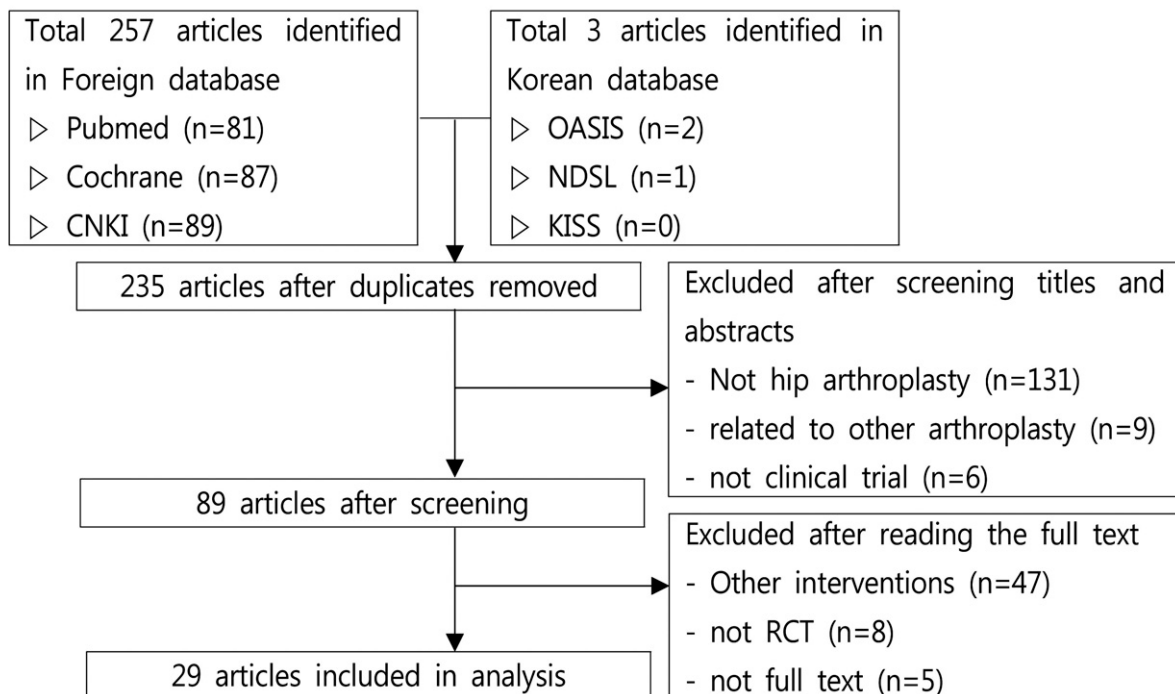 Total 257 articles identified
in Foreign database
▷ Pubmed (n=81)
▷ Cochrane (n=87)
▷ CNKI (n=89)
Total 3 articles identified in
Korean database
▷ OASIS (n=2)
▷ NDSL (n=1)
▷ KISS (n=0)
235 articles after duplicates removed
Excluded after screening titles and
abstracts
- Not hip arthroplasty (n=131)
- related to other arthroplasty (n=9)
- not clinical trial (n=6)
89 articles after screening
Excluded after reading the full text
- Other interventions (n=47)
- not RCT (n=8)
- not full text (n=5)
29 articles included in analysis